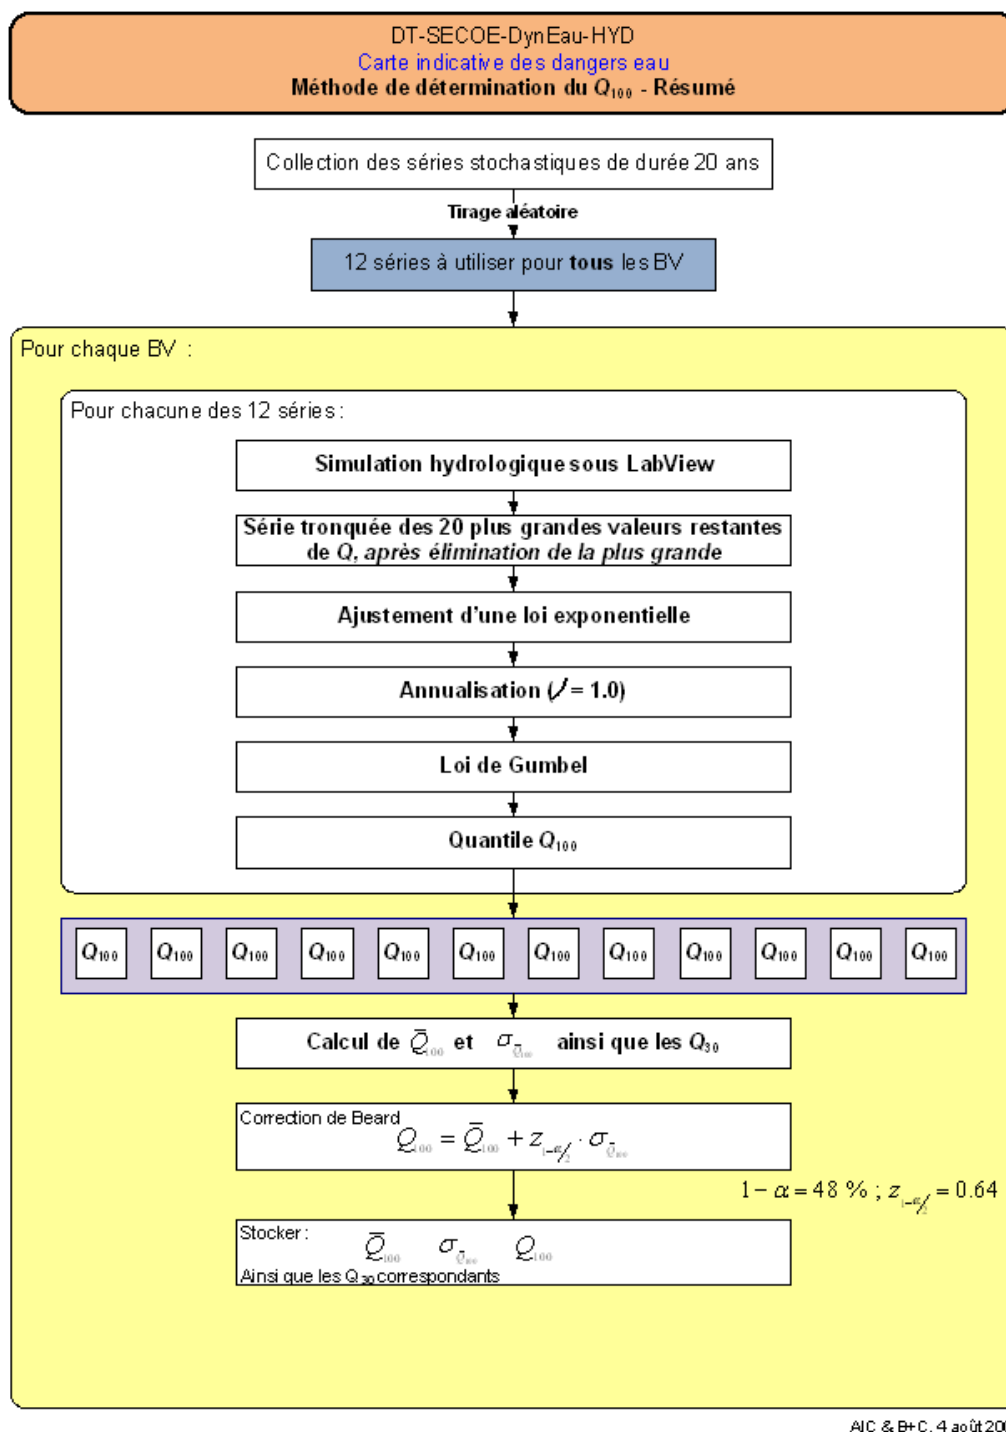 DT-SECOE-DynEau-HYD
Carte indicative des dangers eau
Méthode de détermination du Q₁₀₀ - Résumé
Collection des séries stochastiques de durée 20 ans
Tirage aléatoire
12 séries à utiliser pour tous les BV
Pour chaque BV :
Pour chacune des 12 séries :
Simulation hydrologique sous LabView
Série tronquée des 20 plus grandes valeurs restantes
de Q, après élimination de la plus grande
Ajustement d'une loi exponentielle
Annualisation ( = 1.0)
Loi de Gumbel
Quantile Q₁₀₀
Q₁₀₀ Q₁₀₀ Q₁₀₀ Q₁₀₀ Q₁₀₀ Q₁₀₀ Q₁₀₀ Q₁₀₀ Q₁₀₀ Q₁₀₀ Q₁₀₀ Q₁₀₀
Calcul de Q̅₁₀₀ et σ_Q̅₁₀₀ ainsi que les Q₃₀
Correction de Beard
Q₁₀₀ = Q̅₁₀₀ + z_1-α/2 · σ_Q̅₁₀₀
1 - α = 48 % ; z_1-α/2 = 0.64
Stocker :
Q̅₁₀₀ σ_Q̅₁₀₀ Q₁₀₀
Ainsi que les Q₃₀ correspondants
AIC & B+C, 4 août